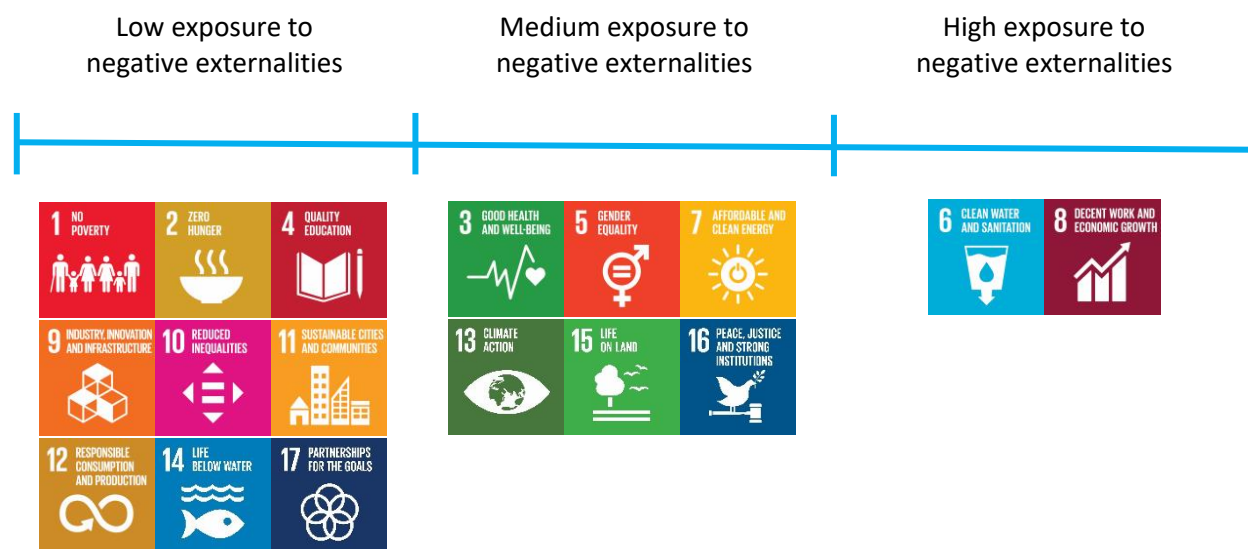 Low exposure to
negative externalities
Medium exposure to
negative externalities
High exposure to
negative externalities
1 NO
POVERTY
2 ZERO
HUNGER
4 QUALITY
EDUCATION
9 INDUSTRY, INNOVATION
AND INFRASTRUCTURE
10 REDUCED
INEQUALITIES
11 SUSTAINABLE CITIES
AND COMMUNITIES
12 RESPONSIBLE
CONSUMPTION
AND PRODUCTION
14 LIFE
BELOW WATER
17 PARTNERSHIPS
FOR THE GOALS
3 GOOD HEALTH
AND WELL-BEING
5 GENDER
EQUALITY
7 AFFORDABLE AND
CLEAN ENERGY
13 CLIMATE
ACTION
15 LIFE
ON LAND
16 PEACE, JUSTICE
AND STRONG
INSTITUTIONS
6 CLEAN WATER
AND SANITATION
8 DECENT WORK AND
ECONOMIC GROWTH